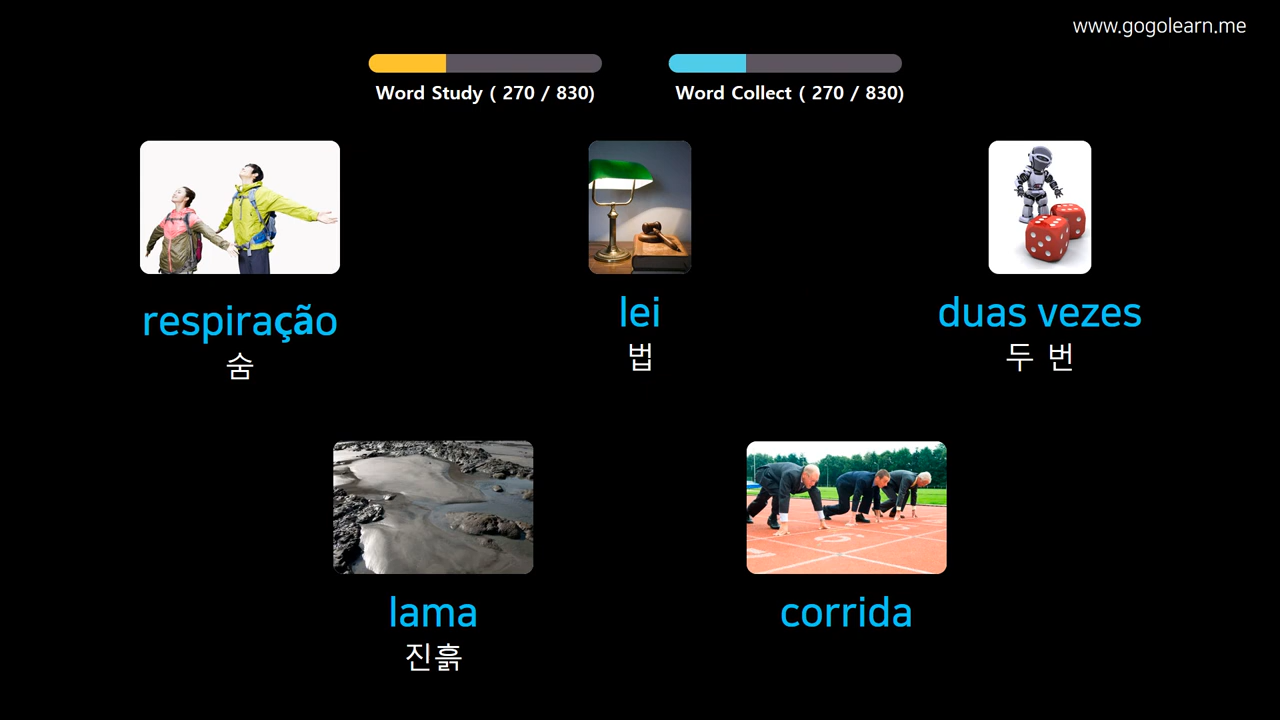 www.gogolearn.me
Word Study ( 270 / 830)
Word Collect ( 270 / 830)
respiração
숨
lei
법
duas vezes
두 번
lama
진흙
corrida